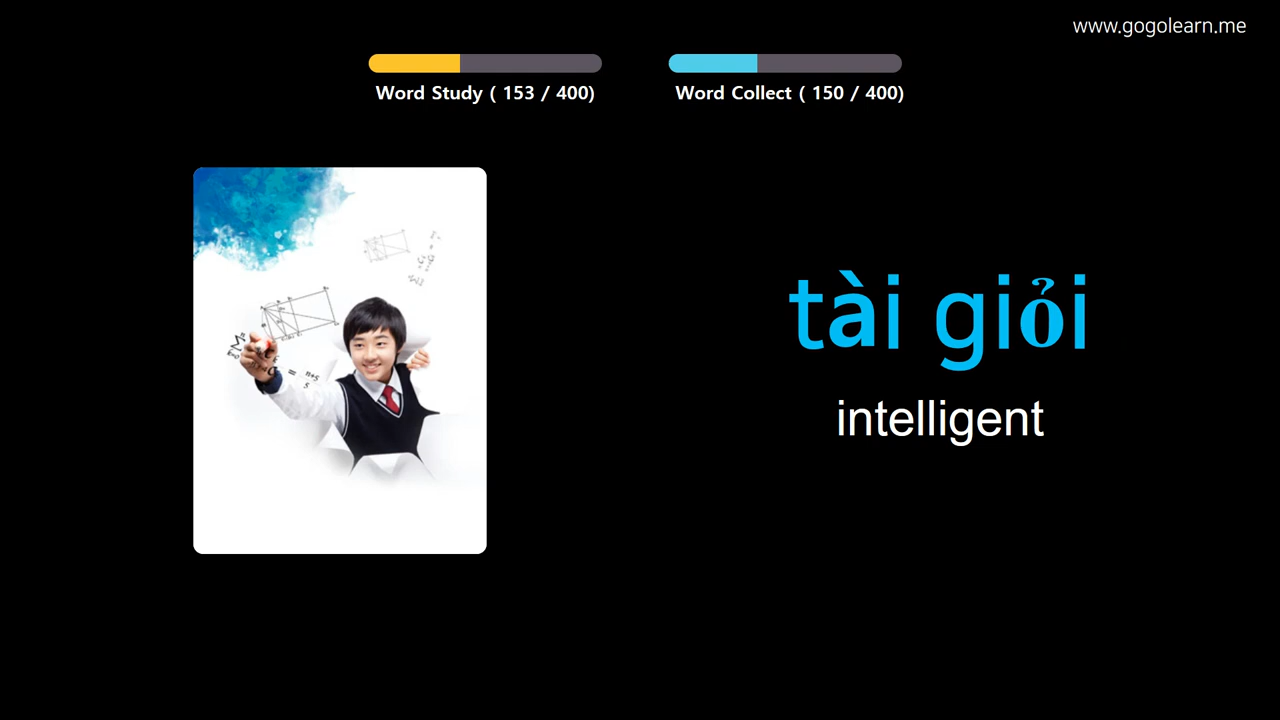 www.gogolearn.me
Word Study ( 153 / 400)
Word Collect ( 150 / 400)
tài giỏi
intelligent